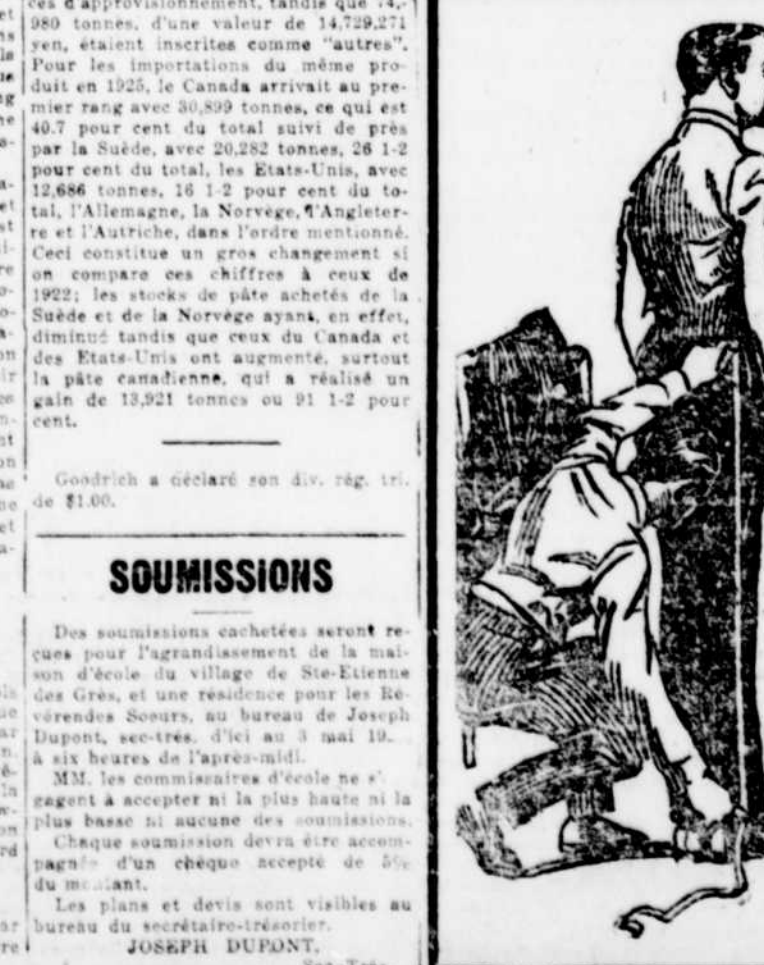 ces d'approvisionnement, tandis que 74,-
980 tonnes, d'une valeur de 14,729,271
yen, étaient inscrites comme "autres".
Pour les importations du même pro-
duit en 1925, le Canada arrivait au pre-
mier rang avec 30,899 tonnes, ce qui est
40.7 pour cent du total suivi de près
par la Suède, avec 20,282 tonnes, 26 1-2
pour cent du total, les Etats-Unis, avec
12,686 tonnes, 16 1-2 pour cent du to-
tal, l'Allemagne, la Norvège, l'Angleter-
re et l'Autriche, dans l'ordre mentionné.
Ceci constitue un gros changement si
on compare ces chiffres à ceux de
1922; les stocks de pâte achetés de la
Suède et de la Norvège ayant, en effet,
diminué tandis que ceux du Canada et
des Etats-Unis ont augmenté, surtout
la pâte canadienne, qui a réalisé un
gain de 13,921 tonnes ou 91 1-2 pour
cent.
Goodrich a déclaré son div. rég. tri.
de $1.00.
SOUMISSIONS
Des soumissions cachetées seront re-
çues pour l'agrandissement de la mai-
son d'école du village de Ste-Etienne
des Grès, et une résidence pour les Ré-
vérendes Soeurs, au bureau de Joseph
Dupont, sec-trés. d'ici au 3 mai 19..
à six heures de l'après-midi.
MM. les commissaires d'école ne s'
gagent à accepter ni la plus haute ni la
plus basse ni aucune des soumissions.
Chaque soumission devra être accom-
pagnée d'un chèque accepté de 5%
du montant.
Les plans et devis sont visibles au
bureau du secrétaire-trésorier.
JOSEPH DUPONT,
Sec-Trés.